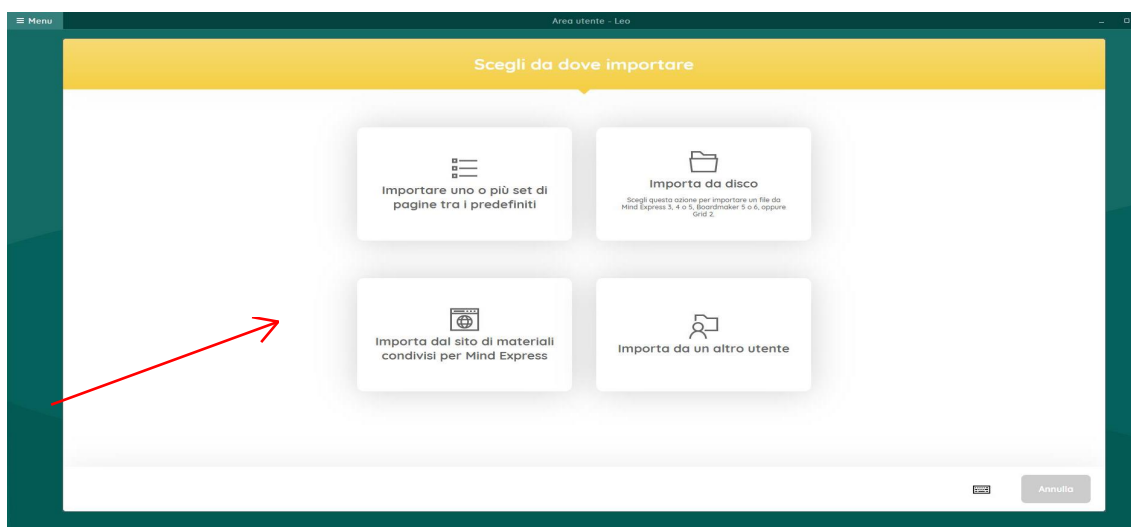 ≡ Menu
Area utente - Leo
Scegli da dove importare
Importare uno o più set di
pagine tra i predefiniti
Importa da disco
Scegli questa azione per importare un file da
Mind Express 3, 4 o 5, Boardmaker 5 o 6, oppure
Grid 2.
Importa dal sito di materiali
condivisi per Mind Express
Importa da un altro utente
Annulla